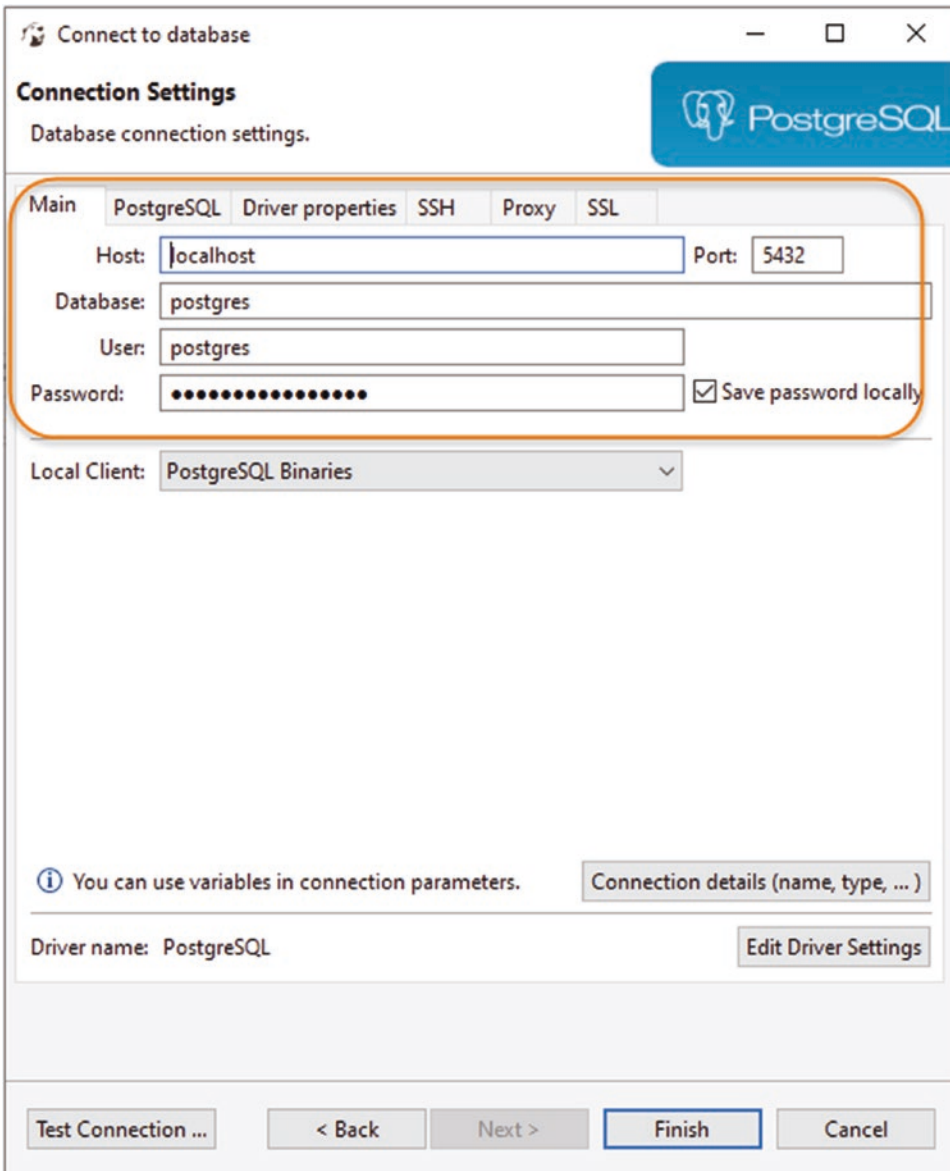 Connect to database
Connection Settings
Database connection settings.
PostgreSQL
Main PostgreSQL Driver properties SSH Proxy SSL
Host: localhost Port: 5432
Database: postgres
User: postgres
Password: •••••••••••••••• Save password locally
Local Client: PostgreSQL Binaries
You can use variables in connection parameters. Connection details (name, type, ... )
Driver name: PostgreSQL Edit Driver Settings
Test Connection ... < Back Next > Finish Cancel